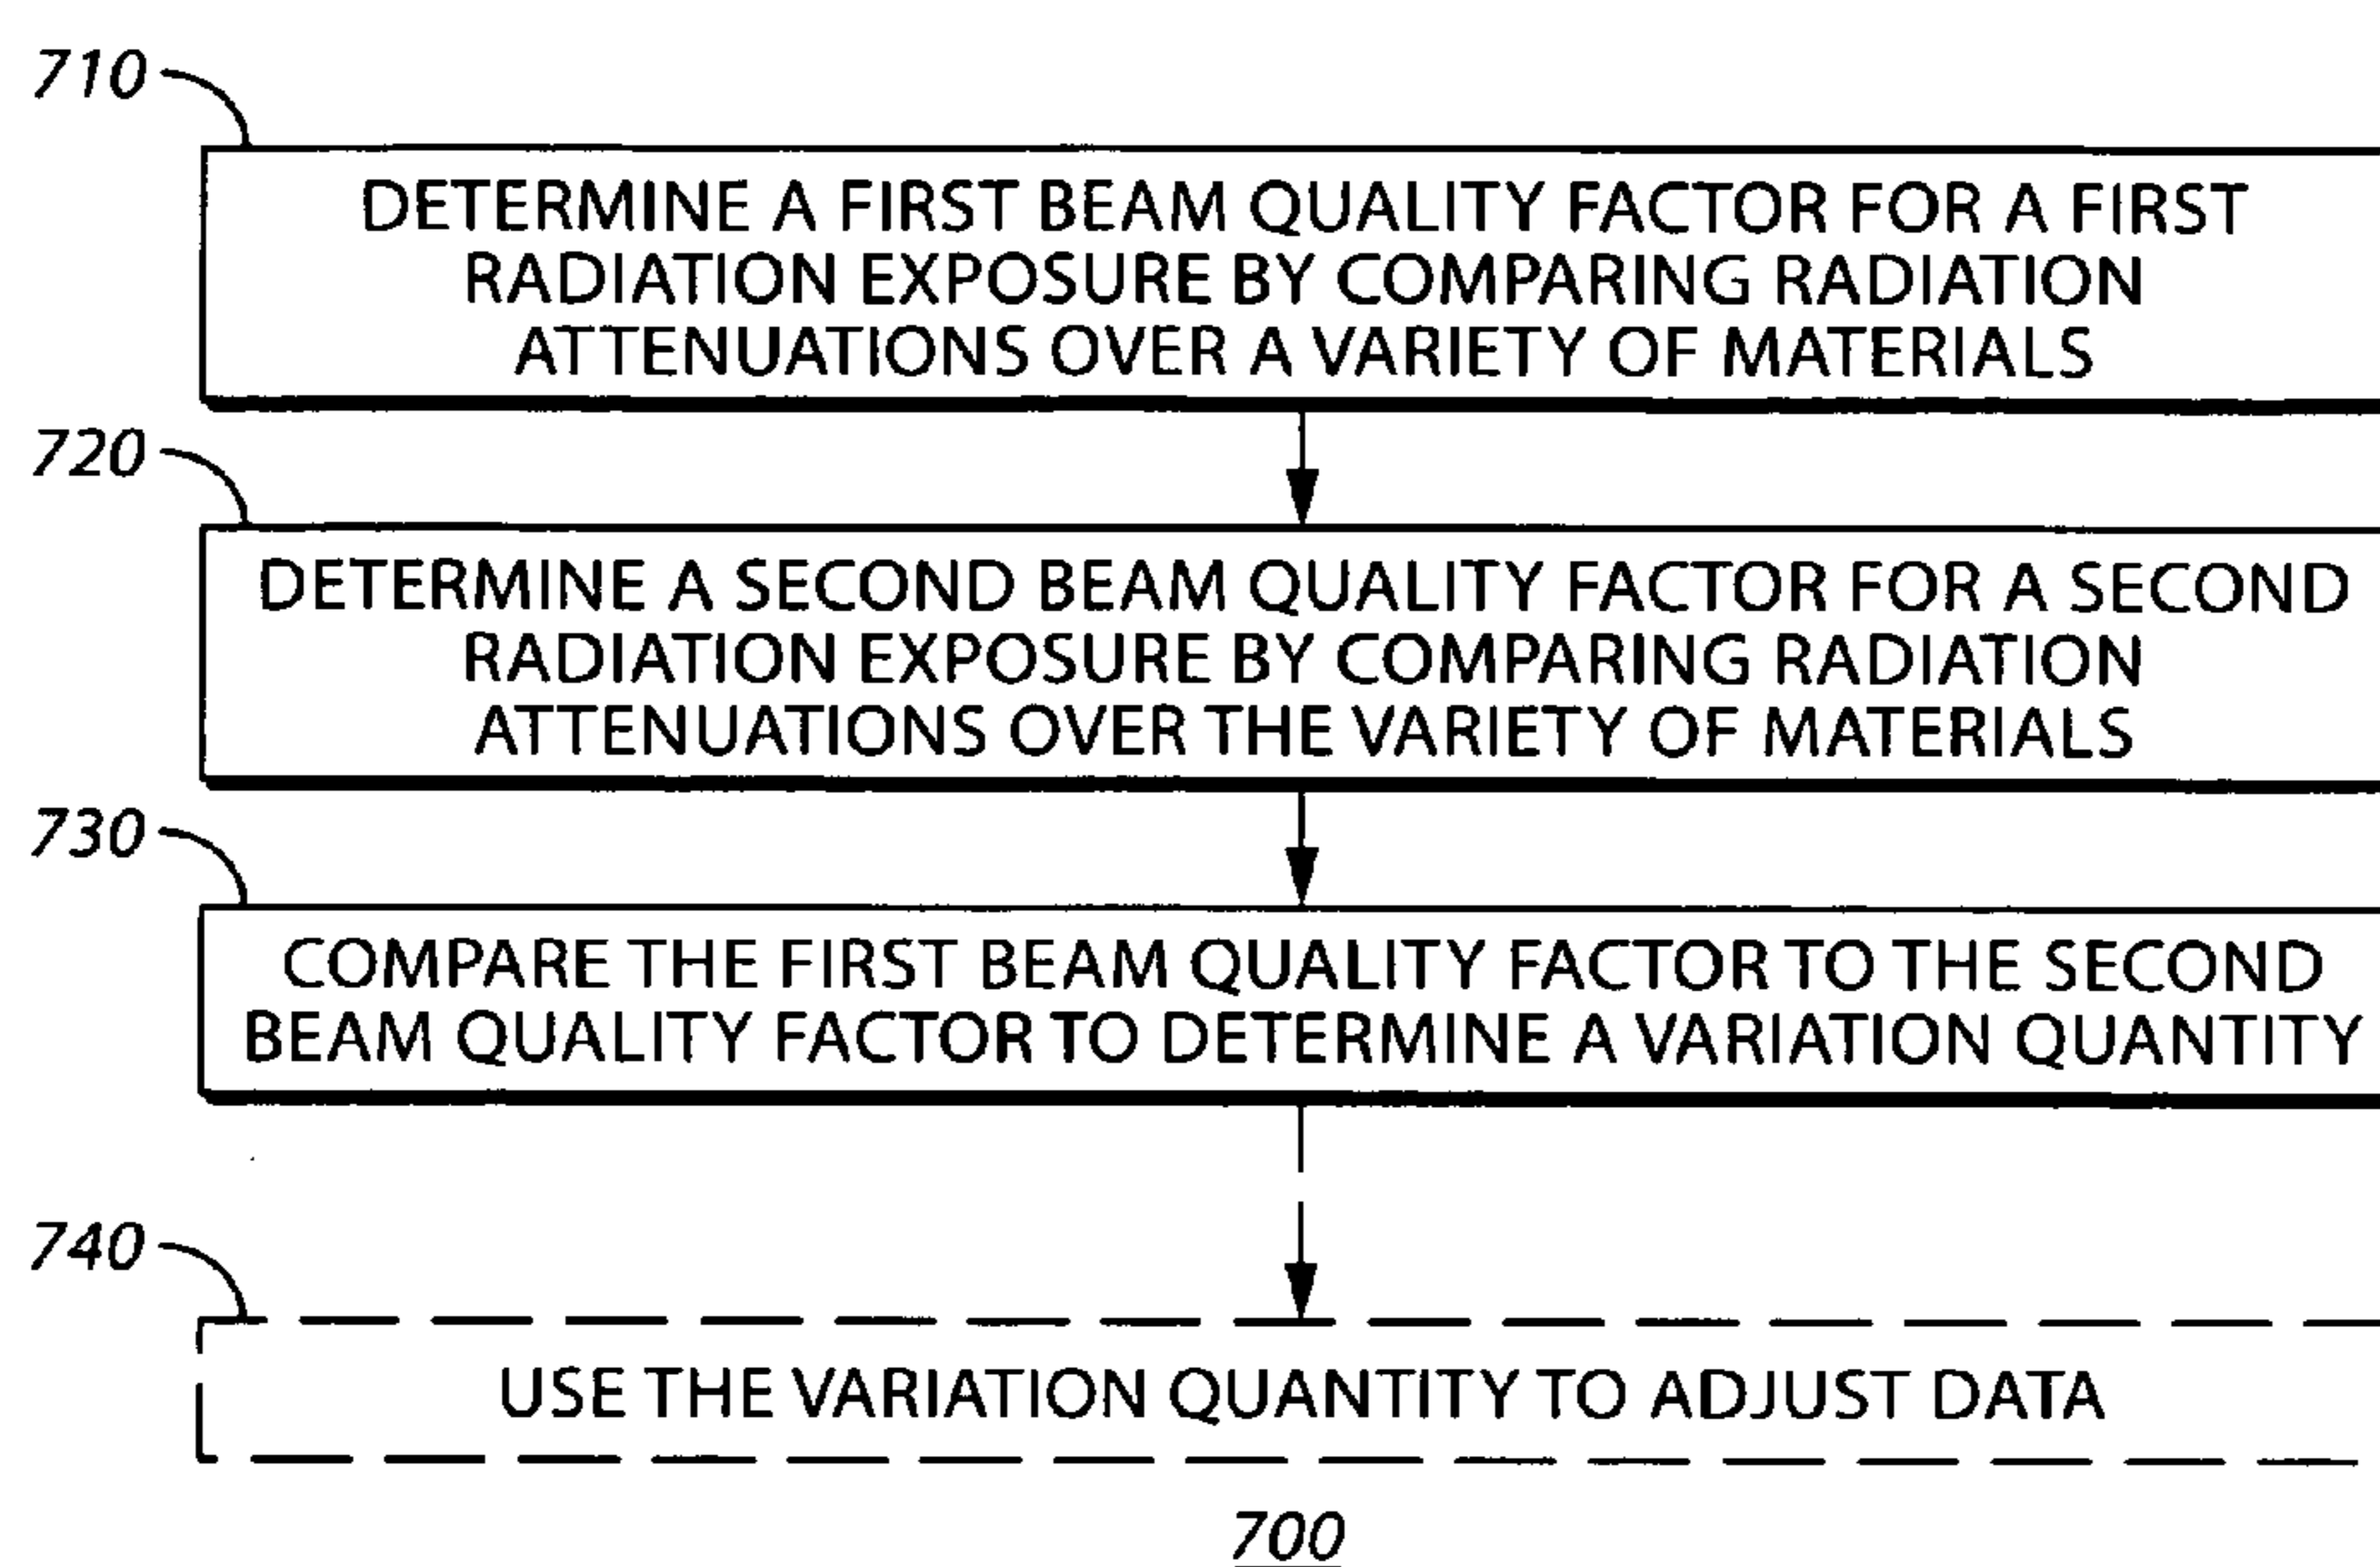 710
DETERMINE A FIRST BEAM QUALITY FACTOR FOR A FIRST
RADIATION EXPOSURE BY COMPARING RADIATION
ATTENUATIONS OVER A VARIETY OF MATERIALS
720
DETERMINE A SECOND BEAM QUALITY FACTOR FOR A SECOND
RADIATION EXPOSURE BY COMPARING RADIATION
ATTENUATIONS OVER THE VARIETY OF MATERIALS
730
COMPARE THE FIRST BEAM QUALITY FACTOR TO THE SECOND
BEAM QUALITY FACTOR TO DETERMINE A VARIATION QUANTITY
740
USE THE VARIATION QUANTITY TO ADJUST DATA
700